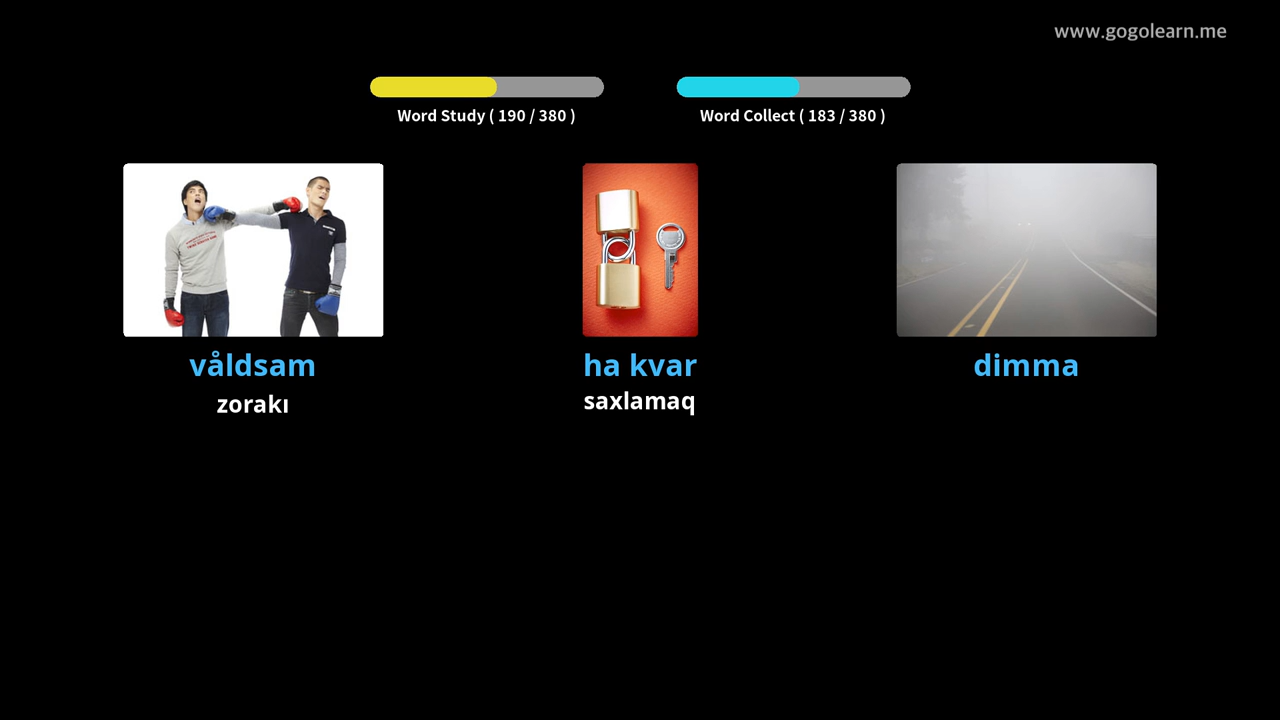 www.gogolearn.me
Word Study ( 190 / 380 )
Word Collect ( 183 / 380 )
våldsam
ha kvar
dimma
zorakı
saxlamaq